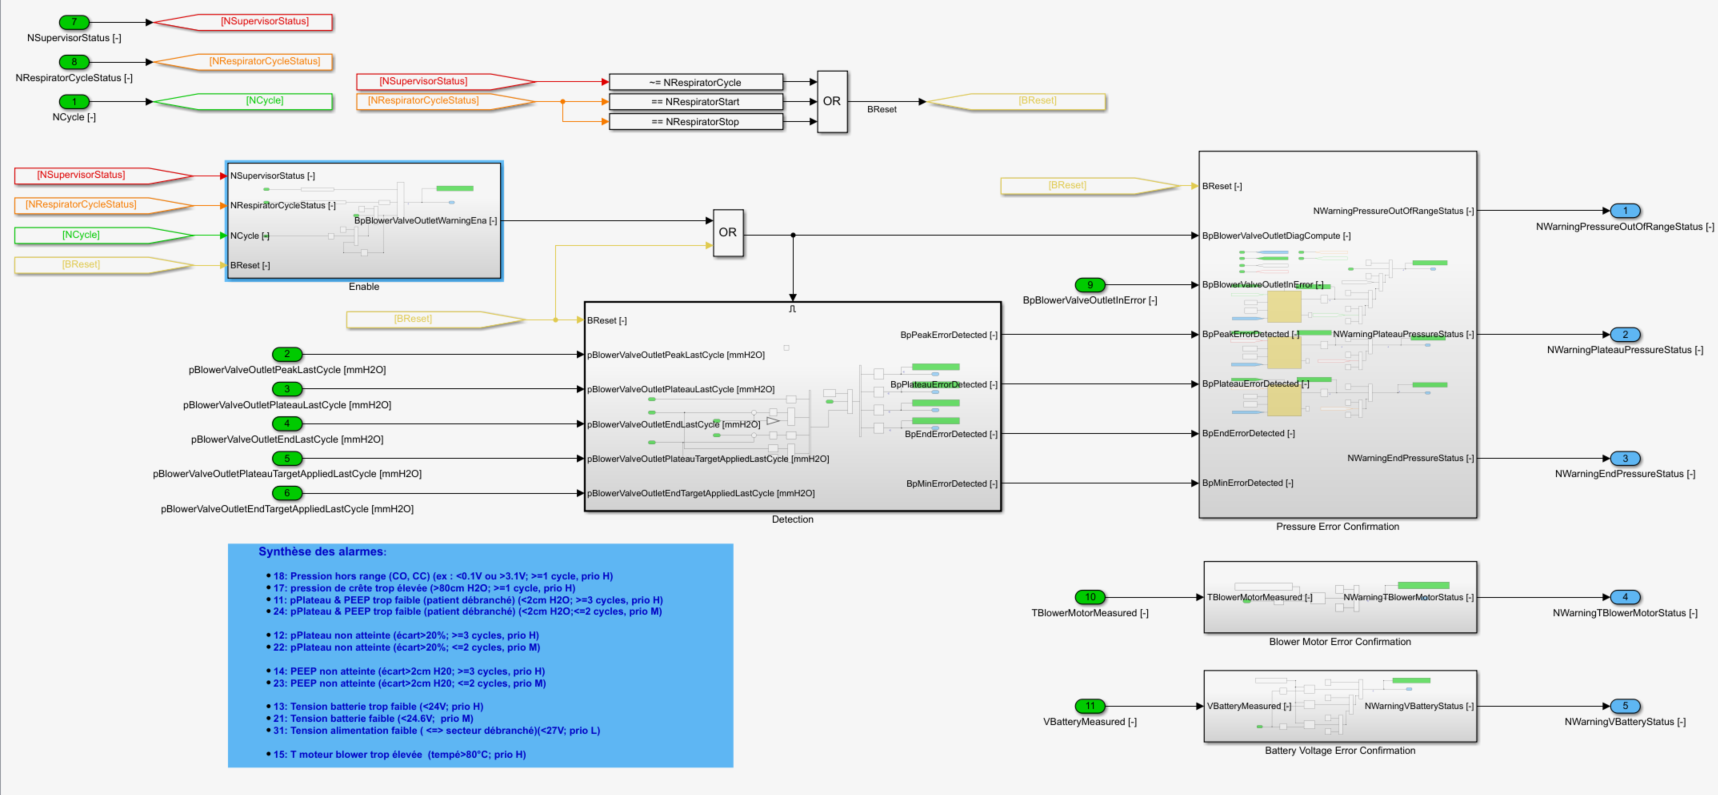 7
NSupervisorStatus [-]
[NSupervisorStatus]
8
NRespiratorCycleStatus [-]
[NRespiratorCycleStatus]
1
NCycle [-]
[NCycle]
[NSupervisorStatus]
[NRespiratorCycleStatus]
~= NRespiratorCycle
== NRespiratorStart
== NRespiratorStop
OR
BReset
[BReset]
[NSupervisorStatus]
[NRespiratorCycleStatus]
[NCycle]
[BReset]
NSupervisorStatus [-]
NRespiratorCycleStatus [-]
BpBlowerValveOutletWarningEna [-]
NCycle [-]
BReset [-]
Enable
OR
[BReset]
BReset [-]
2
pBlowerValveOutletPeakLastCycle [mmH2O]
3
pBlowerValveOutletPlateauLastCycle [mmH2O]
4
pBlowerValveOutletEndLastCycle [mmH2O]
5
pBlowerValveOutletPlateauTargetAppliedLastCycle [mmH2O]
6
pBlowerValveOutletEndTargetAppliedLastCycle [mmH2O]
pBlowerValveOutletPeakLastCycle [mmH2O]
pBlowerValveOutletPlateauLastCycle [mmH2O]
pBlowerValveOutletEndLastCycle [mmH2O]
pBlowerValveOutletPlateauTargetAppliedLastCycle [mmH2O]
pBlowerValveOutletEndTargetAppliedLastCycle [mmH2O]
BpPeakErrorDetected [-]
BpPlateauErrorDetected [-]
BpEndErrorDetected [-]
BpMinErrorDetected [-]
Detection
[BReset]
9
BpBlowerValveOutletInError [-]
BReset [-]
BpBlowerValveOutletDiagCompute [-]
BpBlowerValveOutletInError [-]
BpPeakErrorDetected [-]
BpPlateauErrorDetected [-]
BpEndErrorDetected [-]
BpMinErrorDetected [-]
NWarningPressureOutOfRangeStatus [-]
NWarningPlateauPressureStatus [-]
NWarningEndPressureStatus [-]
Pressure Error Confirmation
1
NWarningPressureOutOfRangeStatus [-]
2
NWarningPlateauPressureStatus [-]
3
NWarningEndPressureStatus [-]
Synthèse des alarmes:
• 18: Pression hors range (CO, CC) (ex : <0.1V ou >3.1V; >=1 cycle, prio H)
• 17: pression de crête trop élevée (>80cm H2O; >=1 cycle, prio H)
• 11: pPlateau & PEEP trop faible (patient débranché) (<2cm H2O; >=3 cycles, prio H)
• 24: pPlateau & PEEP trop faible (patient débranché) (<2cm H2O;<=2 cycles, prio M)
• 12: pPlateau non atteinte (écart>20%; >=3 cycles, prio H)
• 22: pPlateau non atteinte (écart>20%; <=2 cycles, prio M)
• 14: PEEP non atteinte (écart>2cm H20; >=3 cycles, prio H)
• 23: PEEP non atteinte (écart>2cm H20; <=2 cycles, prio M)
• 13: Tension batterie trop faible (<24V; prio H)
• 21: Tension batterie faible (<24.6V;  prio M)
• 31: Tension alimentation faible ( <=> secteur débranché)(<27V; prio L)
• 15: T moteur blower trop élevée  (tempé>80°C; prio H)
10
TBlowerMotorMeasured [-]
TBlowerMotorMeasured [-]
NWarningTBlowerMotorStatus [-]
Blower Motor Error Confirmation
4
NWarningTBlowerMotorStatus [-]
11
VBatteryMeasured [-]
VBatteryMeasured [-]
NWarningVBatteryStatus [-]
Battery Voltage Error Confirmation
5
NWarningVBatteryStatus [-]